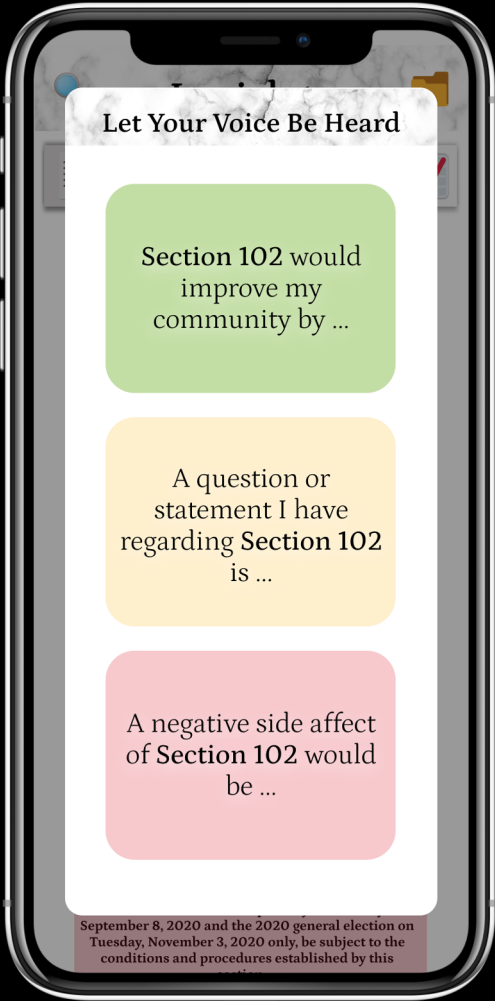 Let Your Voice Be Heard
Section 102 would
improve my
community by ...
A question or
statement I have
regarding Section 102
is ...
A negative side affect
of Section 102 would
be ...
September 8, 2020 and the 2020 general election on
Tuesday, November 3, 2020 only, be subject to the
conditions and procedures established by this